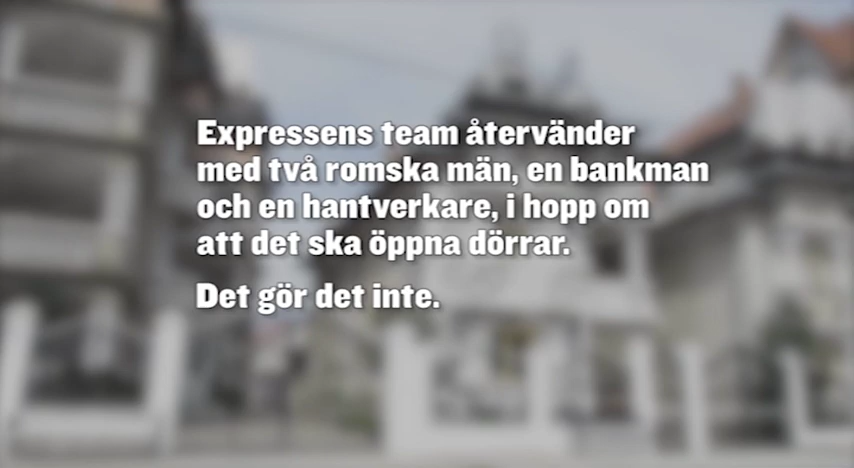 Expressens team återvänder
med två romska män, en bankman
och en hantverkare, i hopp om
att det ska öppna dörrar.
Det gör det inte.